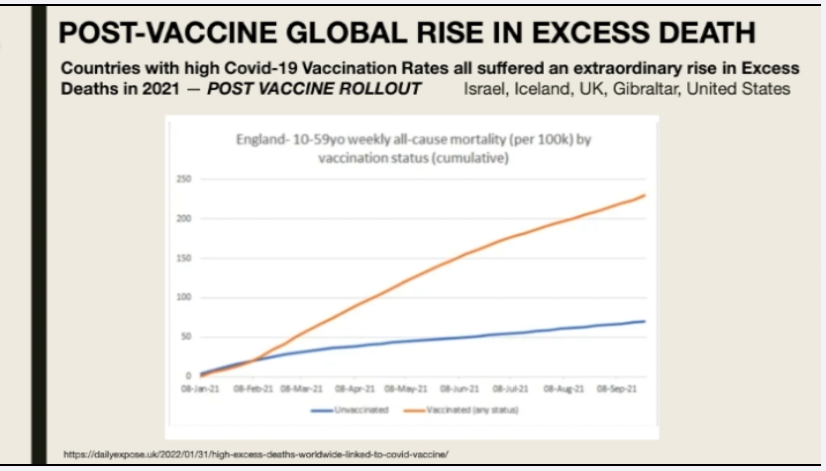 POST-VACCINE GLOBAL RISE IN EXCESS DEATH
Countries with high Covid-19 Vaccination Rates all suffered an extraordinary rise in Excess
Deaths in 2021 — POST VACCINE ROLLOUT Israel, Iceland, UK, Gibraltar, United States
England- 10-59yo weekly all-cause mortality (per 100k) by
vaccination status (cumulative)
250
200
150
100
50
0
08-Jan-21 08-Feb-21 08-Mar-21 08-Apr-21 08-May-21 08-Jun-21 08-Jul-21 08-Aug-21 08-Sep-21
Unvaccinated Vaccinated (any status)
https://dailyexpose.uk/2022/01/31/high-excess-deaths-worldwide-linked-to-covid-vaccine/